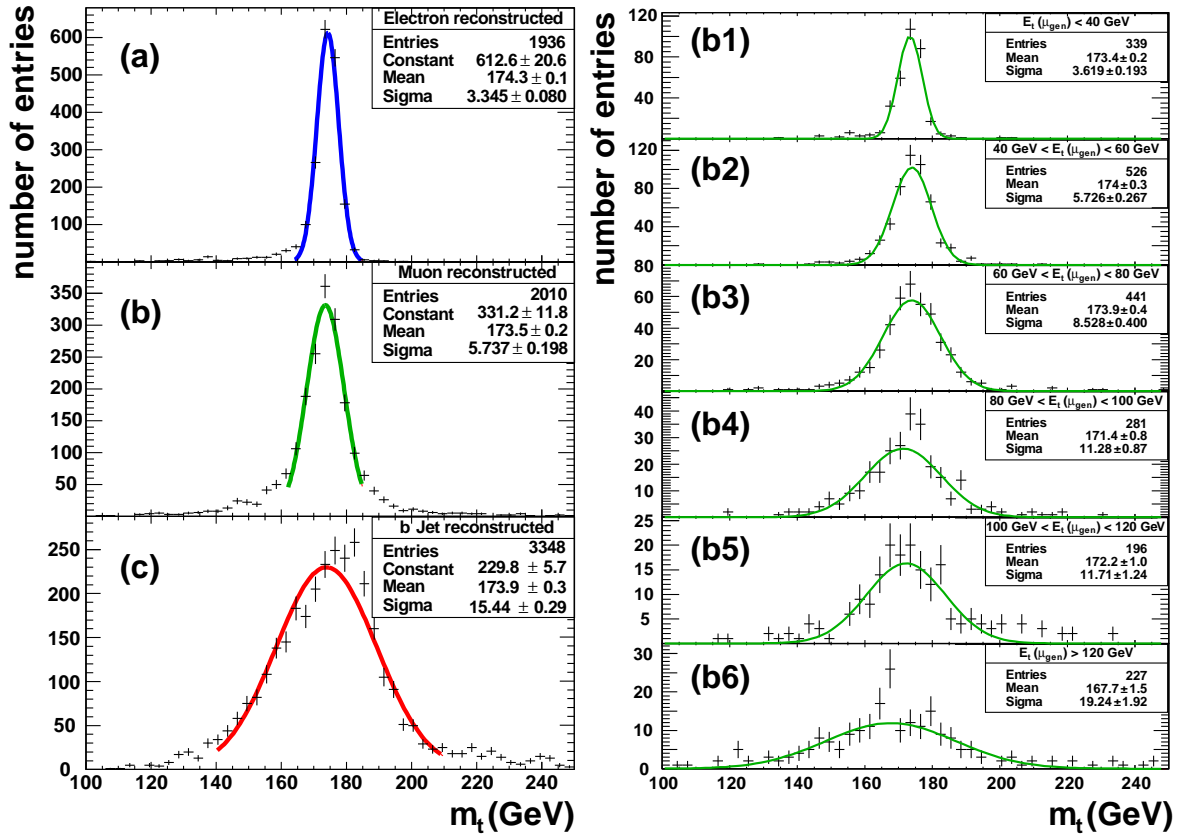 number of entries
(a)
Electron reconstructed
Entries 1936
Constant 612.6 ± 20.6
Mean 174.3 ± 0.1
Sigma 3.345 ± 0.080
600
500
400
300
200
100
(b)
Muon reconstructed
Entries 2010
Constant 331.2 ± 11.8
Mean 173.5 ± 0.2
Sigma 5.737 ± 0.198
350
300
250
200
150
100
50
(c)
b Jet reconstructed
Entries 3348
Constant 229.8 ± 5.7
Mean 173.9 ± 0.3
Sigma 15.44 ± 0.29
250
200
150
100
50
0
100 120 140 160 180 200 220 240
m_t (GeV)
number of entries
(b1)
E_t (μ_gen) < 40 GeV
Entries 339
Mean 173.4±0.2
Sigma 3.619±0.193
120
100
80
60
40
20
0
(b2)
40 GeV < E_t (μ_gen) < 60 GeV
Entries 526
Mean 174±0.3
Sigma 5.726±0.267
120
80
40
(b3)
60 GeV < E_t (μ_gen) < 80 GeV
Entries 441
Mean 173.9±0.4
Sigma 8.528±0.400
80
60
40
20
0
(b4)
80 GeV < E_t (μ_gen) < 100 GeV
Entries 281
Mean 171.4±0.8
Sigma 11.28±0.87
40
30
20
10
0
(b5)
100 GeV < E_t (μ_gen) < 120 GeV
Entries 196
Mean 172.2±1.0
Sigma 11.71±1.24
25
20
15
5
(b6)
E_t (μ_gen) > 120 GeV
Entries 227
Mean 167.7±1.5
Sigma 19.24±1.92
30
20
10
0
100 120 140 160 180 200 220 240
m_t (GeV)